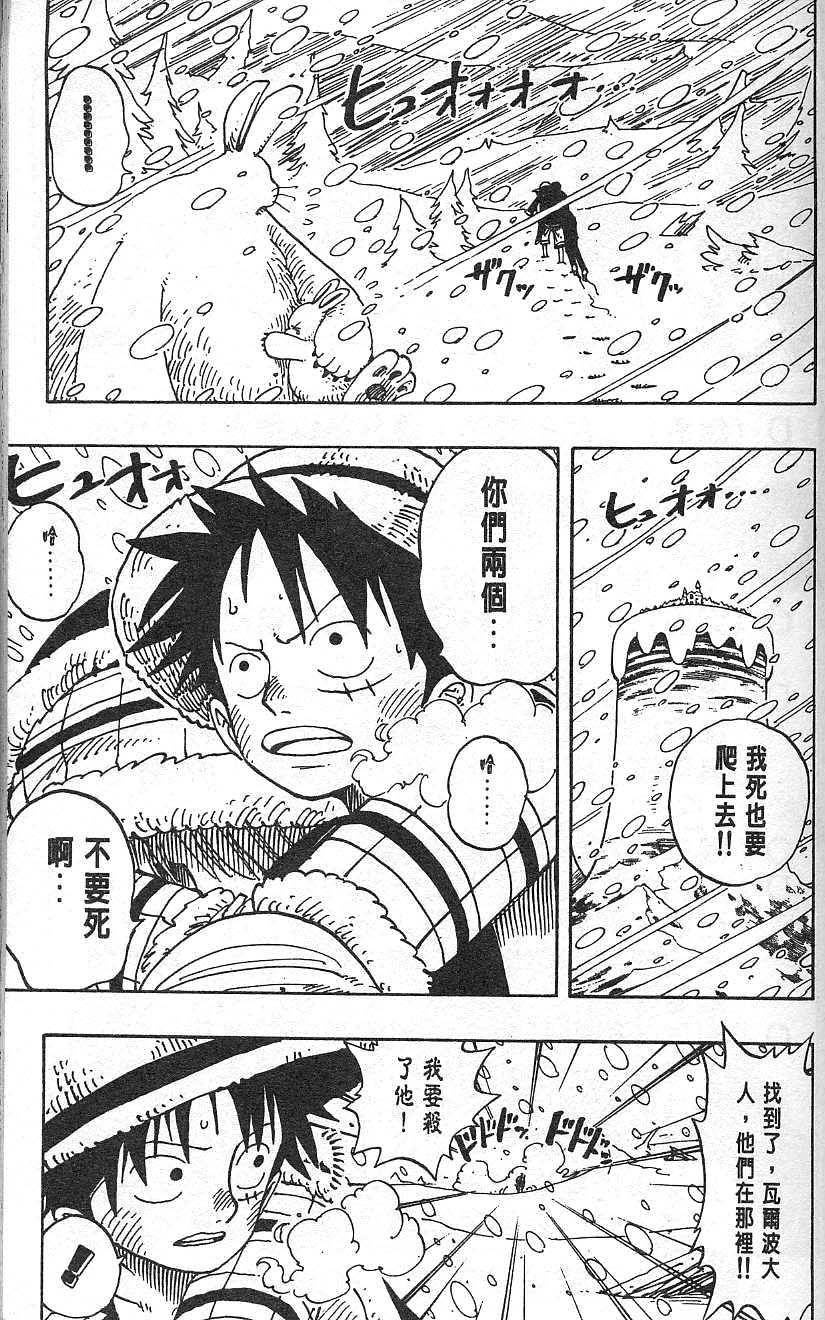 ヒュオオオオ…
………
ザクッ
ザクッ
ヒュオオ…
我死也要
爬上去!!
ヒュオオ
你們兩個…
哈……
哈……
不要死
啊…
找到了，瓦爾波大
人，他們在那裡!!
ドドドッ
ドドドッ
我要殺
了他！
!!